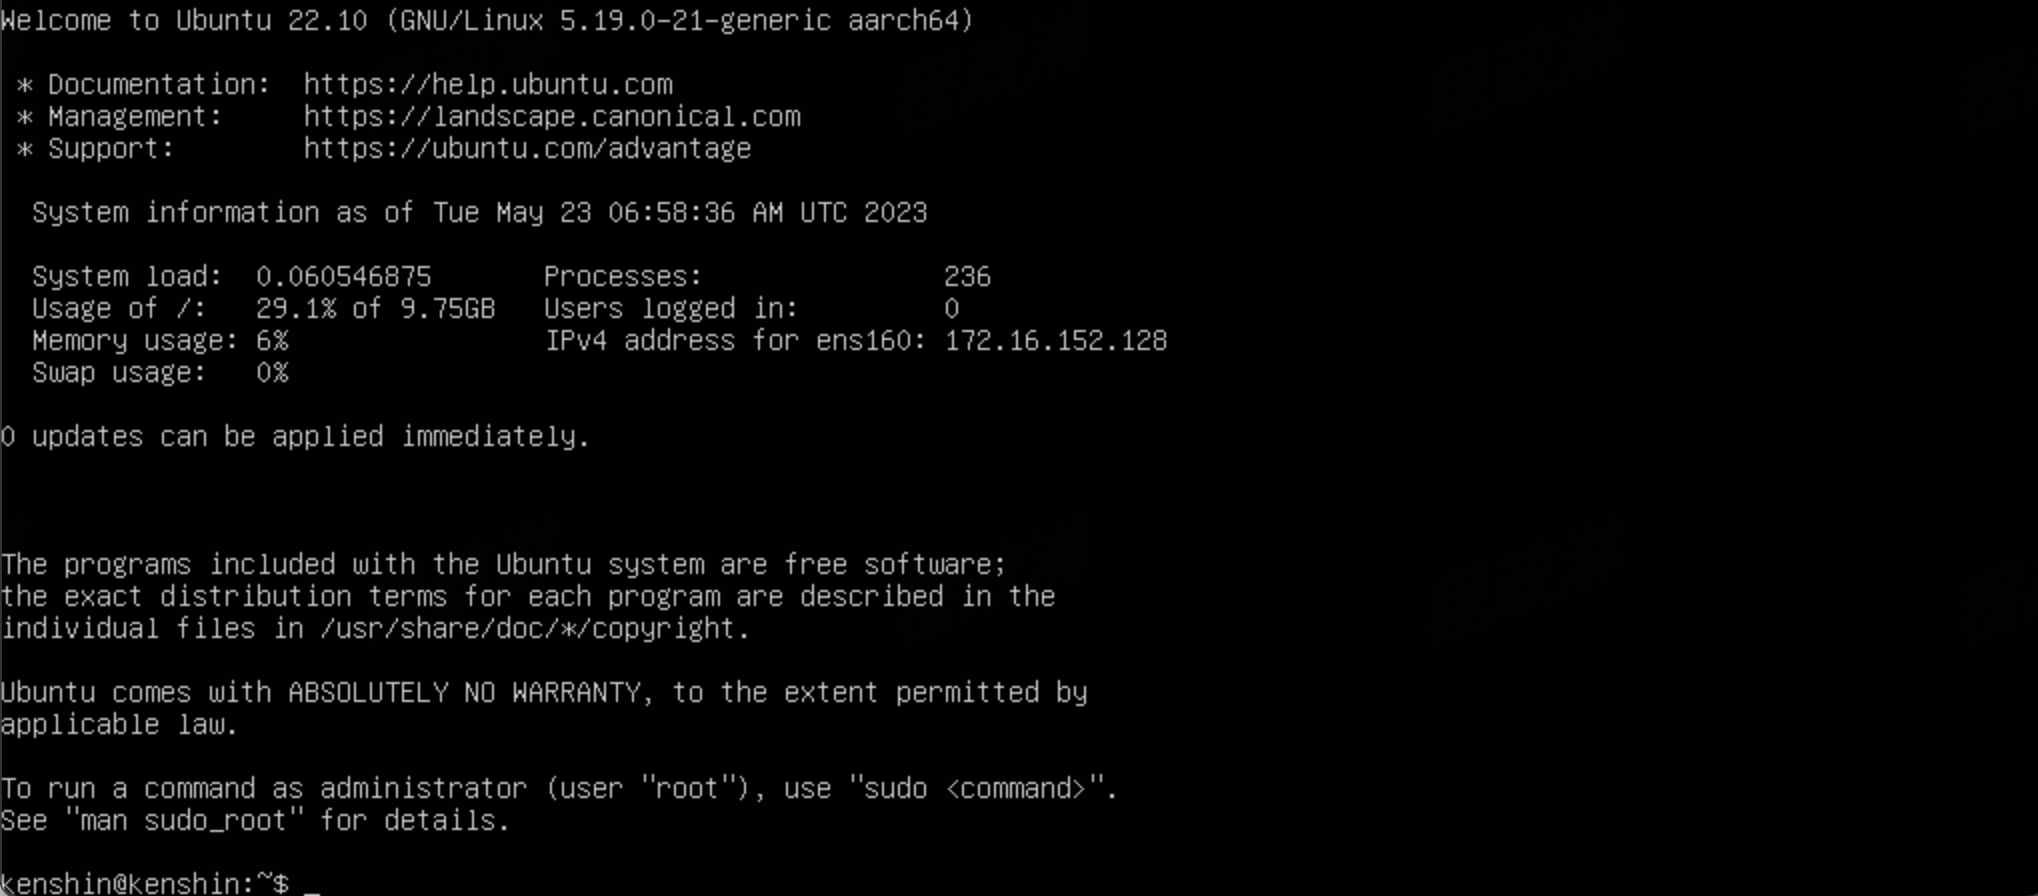 Welcome to Ubuntu 22.10 (GNU/Linux 5.19.0-21-generic aarch64)
* Documentation:  https://help.ubuntu.com
* Management:     https://landscape.canonical.com
* Support:        https://ubuntu.com/advantage
System information as of Tue May 23 06:58:36 AM UTC 2023
System load:  0.060546875       Processes:               236
Usage of /:   29.1% of 9.75GB   Users logged in:         0
Memory usage: 6%                IPv4 address for ens160: 172.16.152.128
Swap usage:   0%
0 updates can be applied immediately.
The programs included with the Ubuntu system are free software;
the exact distribution terms for each program are described in the
individual files in /usr/share/doc/*/copyright.
Ubuntu comes with ABSOLUTELY NO WARRANTY, to the extent permitted by
applicable law.
To run a command as administrator (user "root"), use "sudo <command>".
See "man sudo_root" for details.
kenshin@kenshin:~$ _